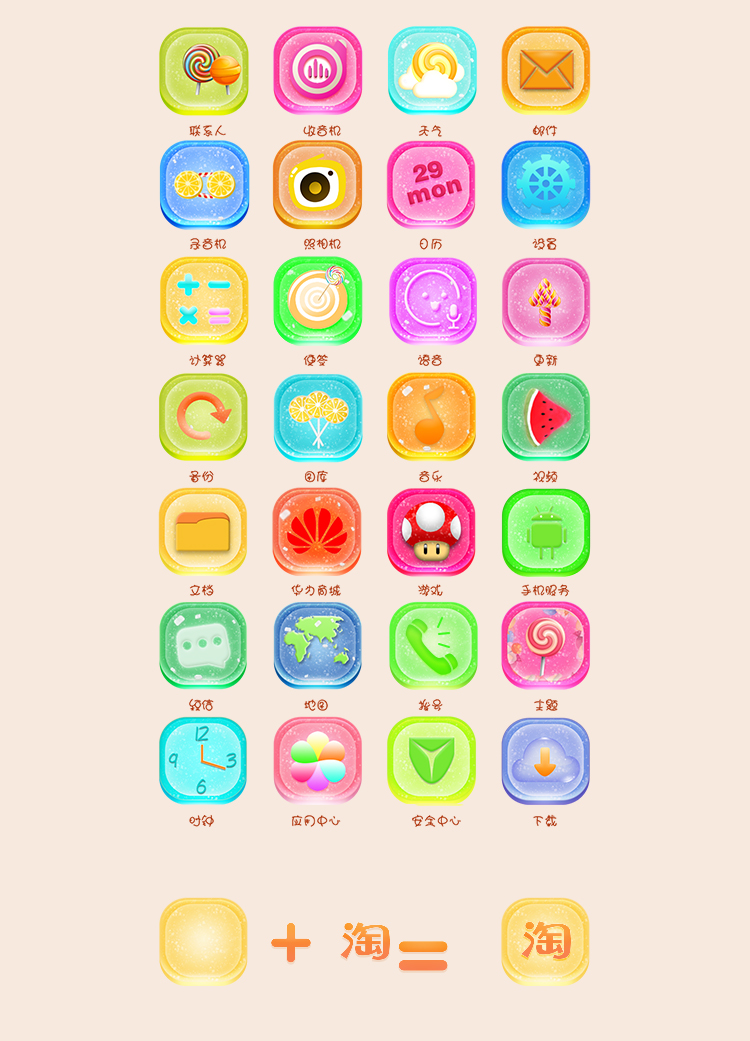 联系人 收音机 天气 邮件
29
mon
录音机 照相机 日历 设置
计算器 便签 语音 更新
备份 图库 音乐 视频
立档 华为商城 游戏 手机服务
短信 地图 拨号 主题
12
9 3
6
时钟 应用中心 安全中心 下载
+ 淘 = 淘